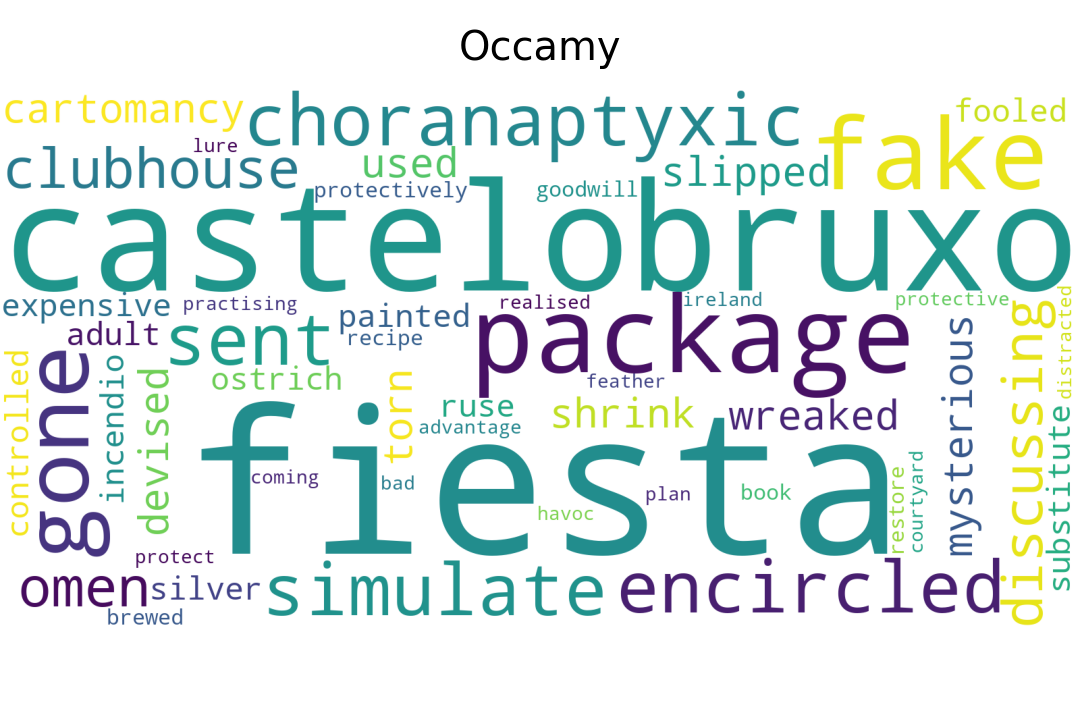 Occamy
cartomancy
choranaptyxic
fake
fooled
lure
clubhouse
used
slipped
protectively
goodwill
castelobruxo
expensive
practising
realised
ireland
protective
distracted
adult
sent
painted
recipe
package
mysterious
discussing
controlled
gone
incendio
devised
ostrich
torn
feather
ruse
advantage
shrink
wreaked
substitute
fiesta
coming
bad
havoc
plan
book
restore
courtyard
protect
omen
silver
brewed
simulate
encircled